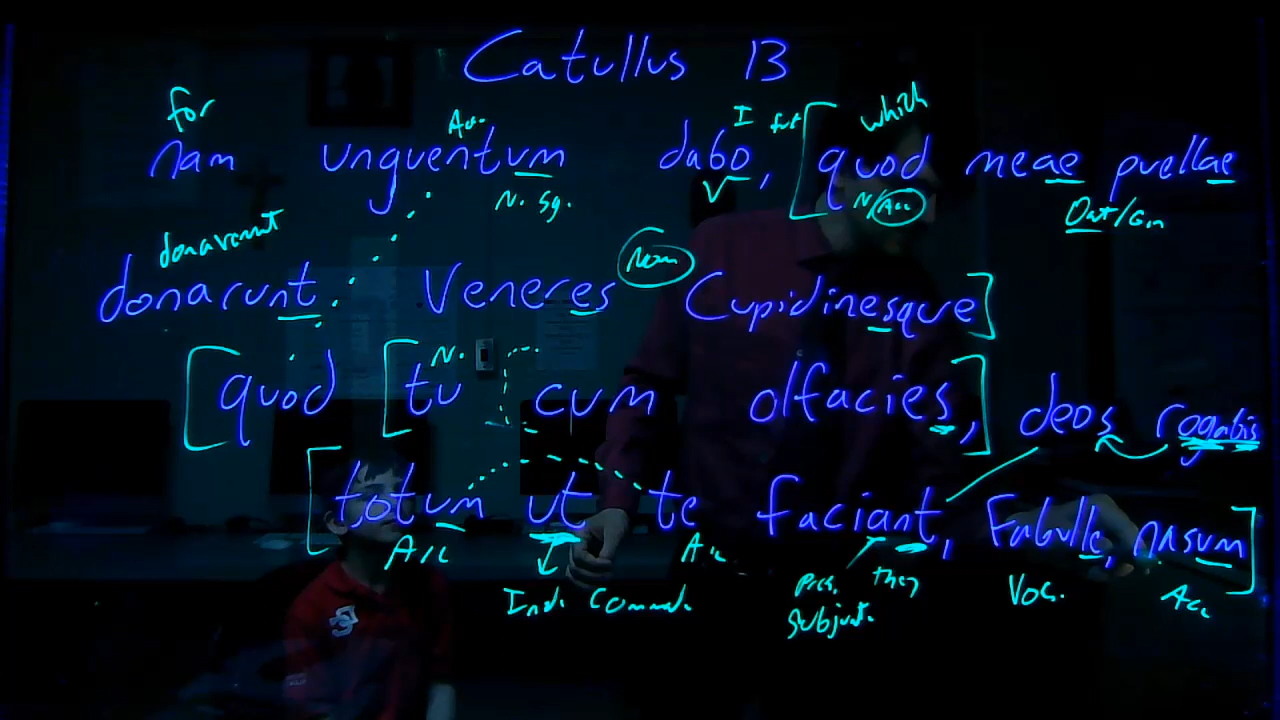 Catullus 13
for Acc. I fut which
nam unguentum dabo, [quod meae puellae
N. Sg. V N/Acc Dat/Gen
donaverunt Nom
donarunt Veneres Cupidinesque]
N.
[quod [tu cum olfacies,] deos rogabis
[totum ut te faciant, Fabulle, nasum]
Acc Acc Pres. they Voc. Acc
Ind. Command. Subjunct.